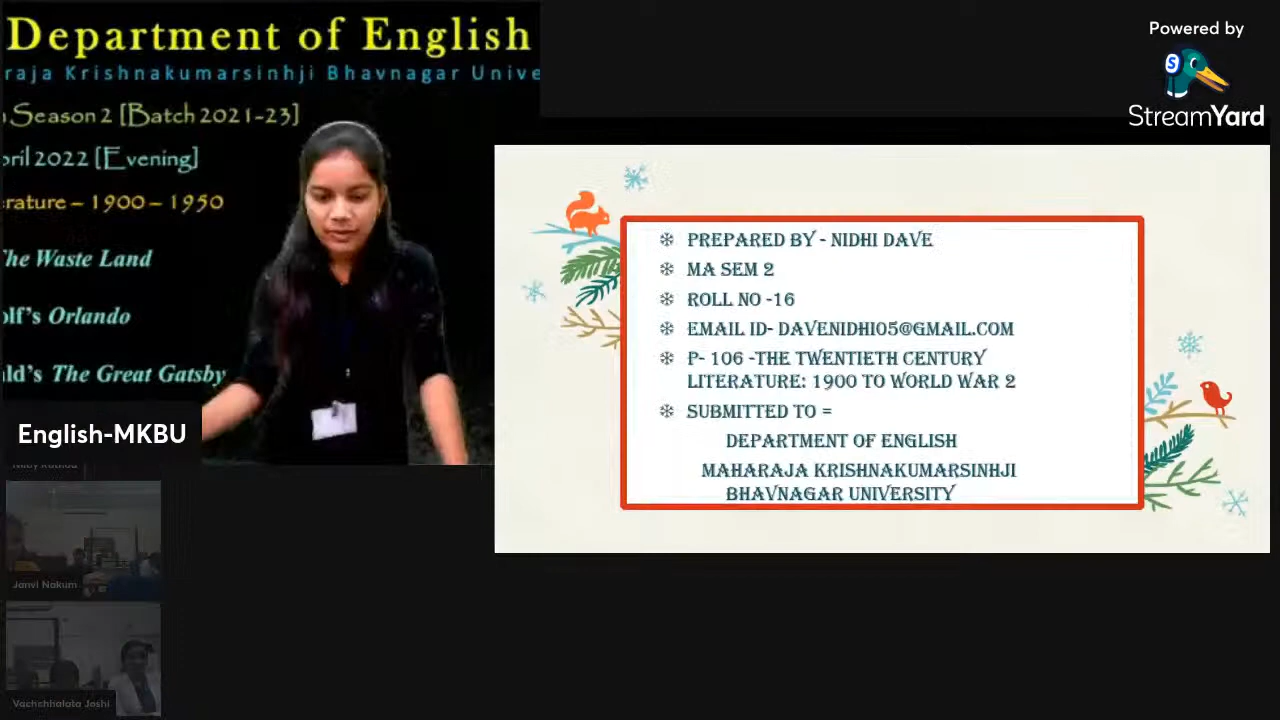 Department of English
raja Krishnakumarsinhji Bhavnagar Unive
Season 2 [Batch 2021-23]
pril 2022 [Evening]
erature – 1900 – 1950
The Waste Land
olf's Orlando
ald's The Great Gatsby
English-MKBU
Janvi Nakum
Vachchhalata Joshi
Powered by
StreamYard
PREPARED BY - NIDHI DAVE
MA SEM 2
ROLL NO -16
EMAIL ID- DAVENIDHI05@GMAIL.COM
P- 106 -THE TWENTIETH CENTURY
LITERATURE: 1900 TO WORLD WAR 2
SUBMITTED TO =
DEPARTMENT OF ENGLISH
MAHARAJA KRISHNAKUMARSINHJI
BHAVNAGAR UNIVERSITY